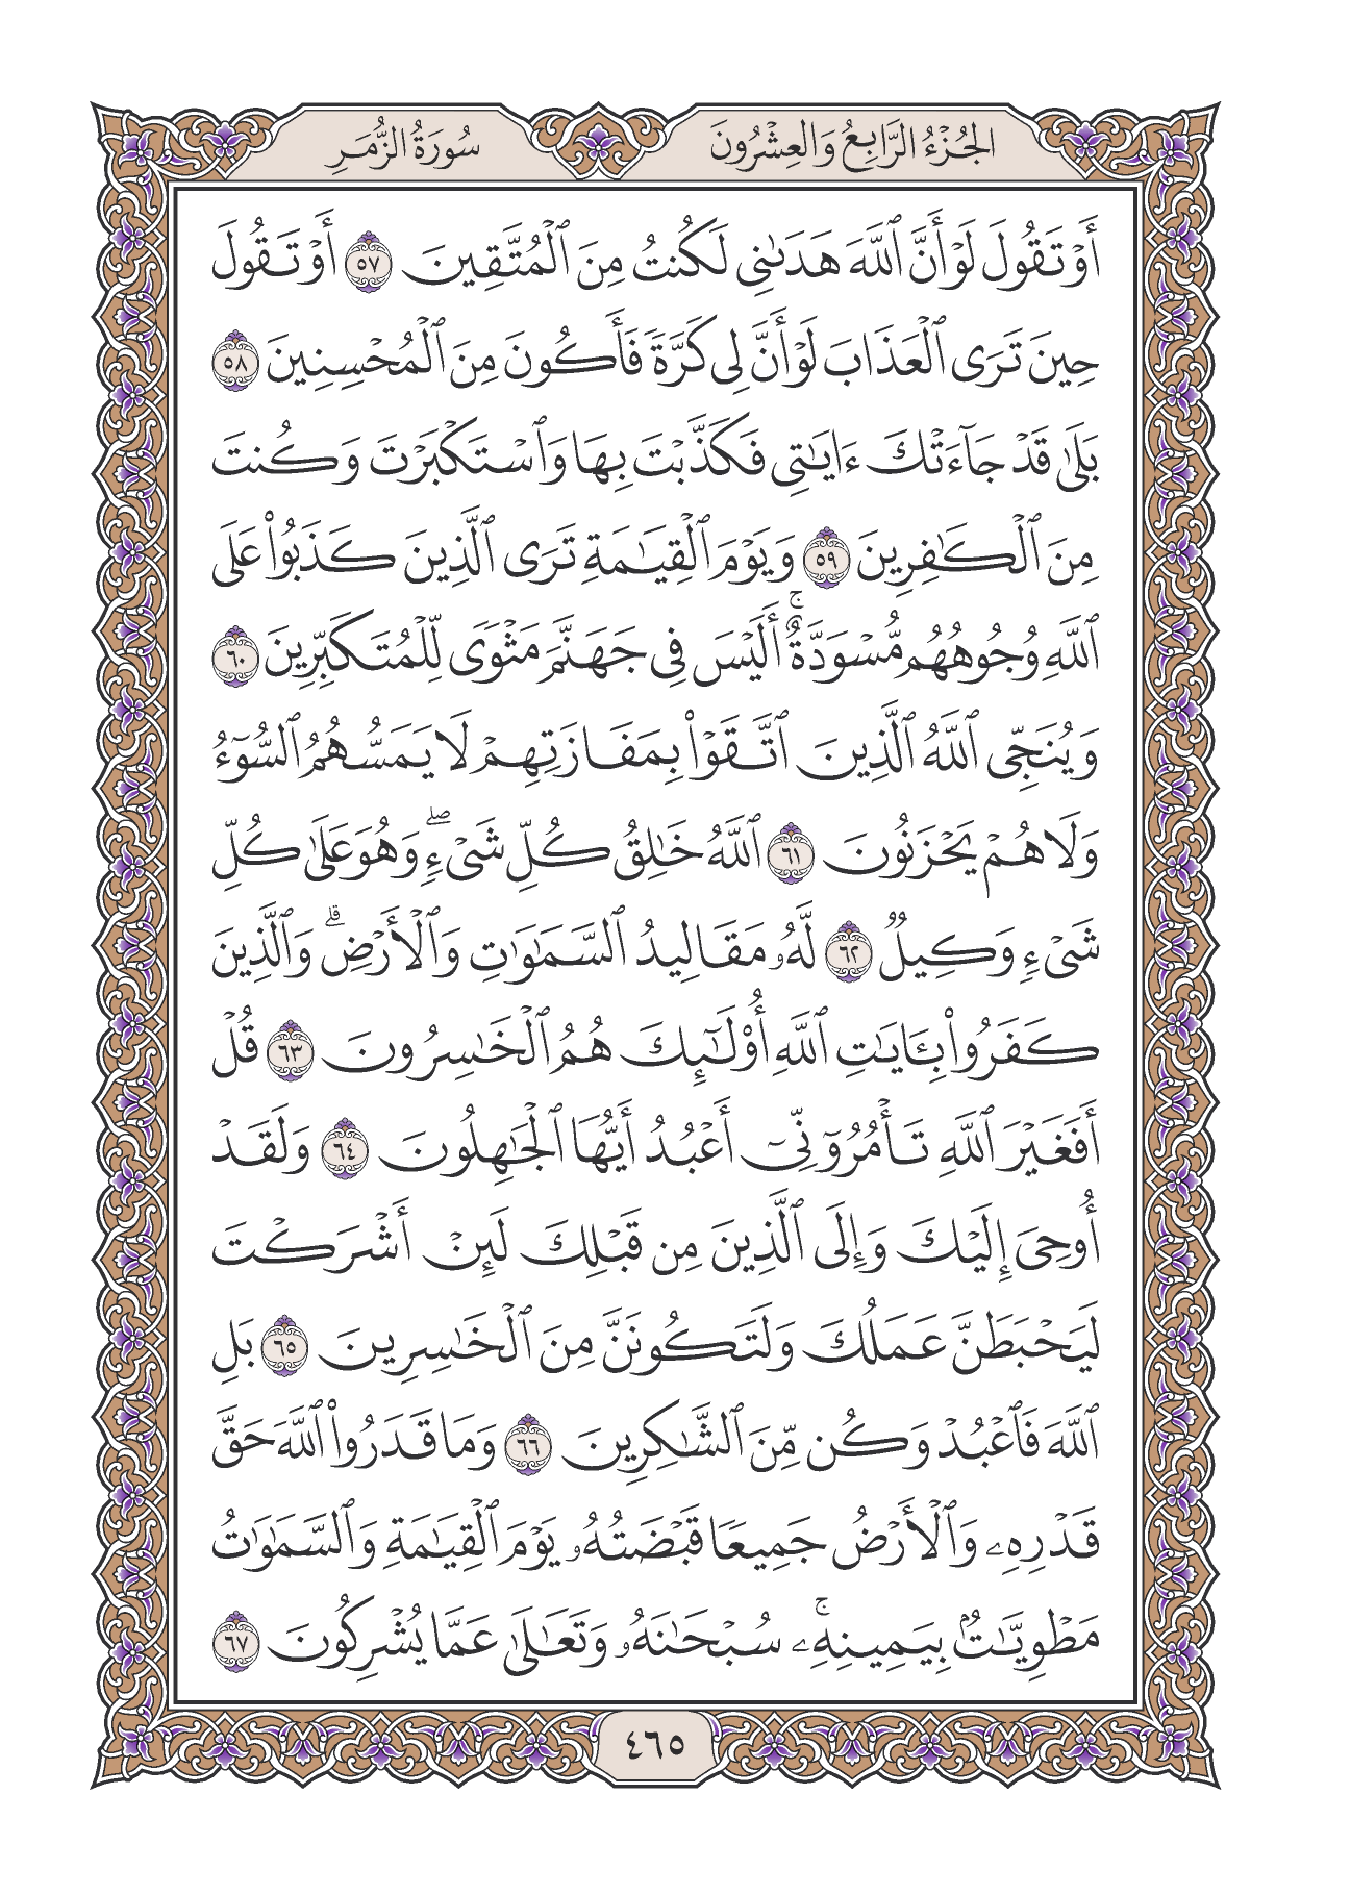 الجُزْءُ الرَّابِعُ وَالعِشْرُونَ
سُورَةُ الزُّمَرِ
أَوْ تَقُولَ لَوْ أَنَّ ٱللَّهَ هَدَىٰنِى لَكُنتُ مِنَ ٱلْمُتَّقِينَ ٥٧ أَوْ تَقُولَ
حِينَ تَرَى ٱلْعَذَابَ لَوْ أَنَّ لِى كَرَّةً فَأَكُونَ مِنَ ٱلْمُحْسِنِينَ ٥٨
بَلَىٰ قَدْ جَآءَتْكَ ءَايَـٰتِى فَكَذَّبْتَ بِهَا وَٱسْتَكْبَرْتَ وَكُنتَ
مِنَ ٱلْكَـٰفِرِينَ ٥٩ وَيَوْمَ ٱلْقِيَـٰمَةِ تَرَى ٱلَّذِينَ كَذَبُوا۟ عَلَى
ٱللَّهِ وُجُوهُهُم مُّسْوَدَّةٌ ۚ أَلَيْسَ فِى جَهَنَّمَ مَثْوًى لِّلْمُتَكَبِّرِينَ ٦٠
وَيُنَجِّى ٱللَّهُ ٱلَّذِينَ ٱتَّقَوْا۟ بِمَفَازَتِهِمْ لَا يَمَسُّهُمُ ٱلسُّوٓءُ
وَلَا هُمْ يَحْزَنُونَ ٦١ ٱللَّهُ خَـٰلِقُ كُلِّ شَىْءٍ ۖ وَهُوَ عَلَىٰ كُلِّ
شَىْءٍ وَكِيلٌ ٦٢ لَّهُۥ مَقَالِيدُ ٱلسَّمَـٰوَٰتِ وَٱلْأَرْضِ ۗ وَٱلَّذِينَ
كَفَرُوا۟ بِـَٔايَـٰتِ ٱللَّهِ أُو۟لَـٰٓئِكَ هُمُ ٱلْخَـٰسِرُونَ ٦٣ قُلْ
أَفَغَيْرَ ٱللَّهِ تَأْمُرُوٓنِّىٓ أَعْبُدُ أَيُّهَا ٱلْجَـٰهِلُونَ ٦٤ وَلَقَدْ
أُوحِىَ إِلَيْكَ وَإِلَى ٱلَّذِينَ مِن قَبْلِكَ لَئِنْ أَشْرَكْتَ
لَيَحْبَطَنَّ عَمَلُكَ وَلَتَكُونَنَّ مِنَ ٱلْخَـٰسِرِينَ ٦٥ بَلِ
ٱللَّهَ فَٱعْبُدْ وَكُن مِّنَ ٱلشَّـٰكِرِينَ ٦٦ وَمَا قَدَرُوا۟ ٱللَّهَ حَقَّ
قَدْرِهِۦ وَٱلْأَرْضُ جَمِيعًا قَبْضَتُهُۥ يَوْمَ ٱلْقِيَـٰمَةِ وَٱلسَّمَـٰوَٰتُ
مَطْوِيَّـٰتٌۢ بِيَمِينِهِۦ ۚ سُبْحَـٰنَهُۥ وَتَعَـٰلَىٰ عَمَّا يُشْرِكُونَ ٦٧
٤٦٥